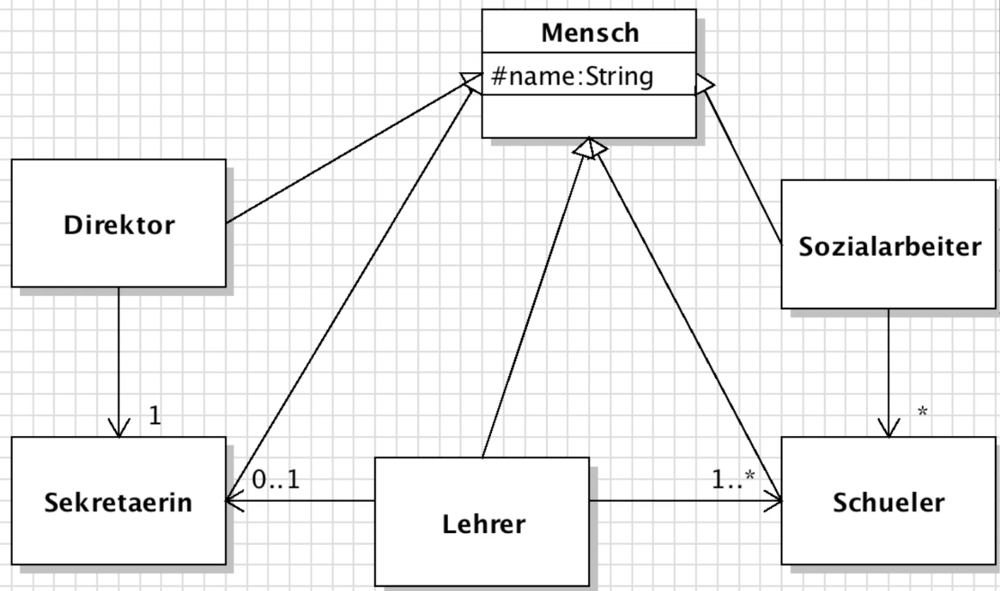 Mensch
#name:String
Direktor
Sozialarbeiter
1
*
0..1
1..*
Sekretaerin
Lehrer
Schueler